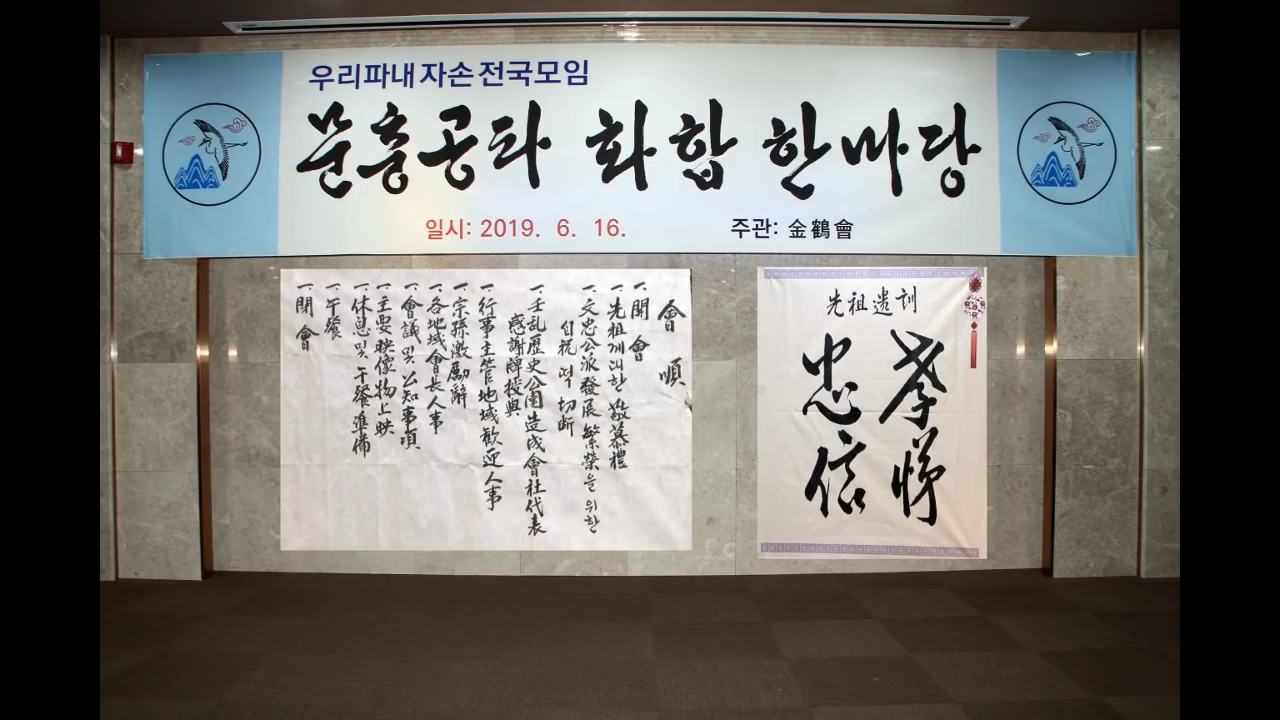 우리파내 자손 전국모임
문충공파 화합 한마당
일시: 2019. 6. 16.
주관: 金鶴會
會順
一. 開會
一. 先祖께 대한 敬慕禮
一. 文忠公派 發展 繁榮을 위한
自祝 떡 切斷
一. 壬乱歷史公園 造成會社代表
感謝牌授與
一. 行事主管地域歡迎人事
一. 宗孫激勵辭
一. 各地域會長人事
一. 會議 및 公知事項
一. 主要映像物上映
一. 休息 및 午餐準備
一. 午餐
一. 閉會
先祖遺訓
孝悌
忠信